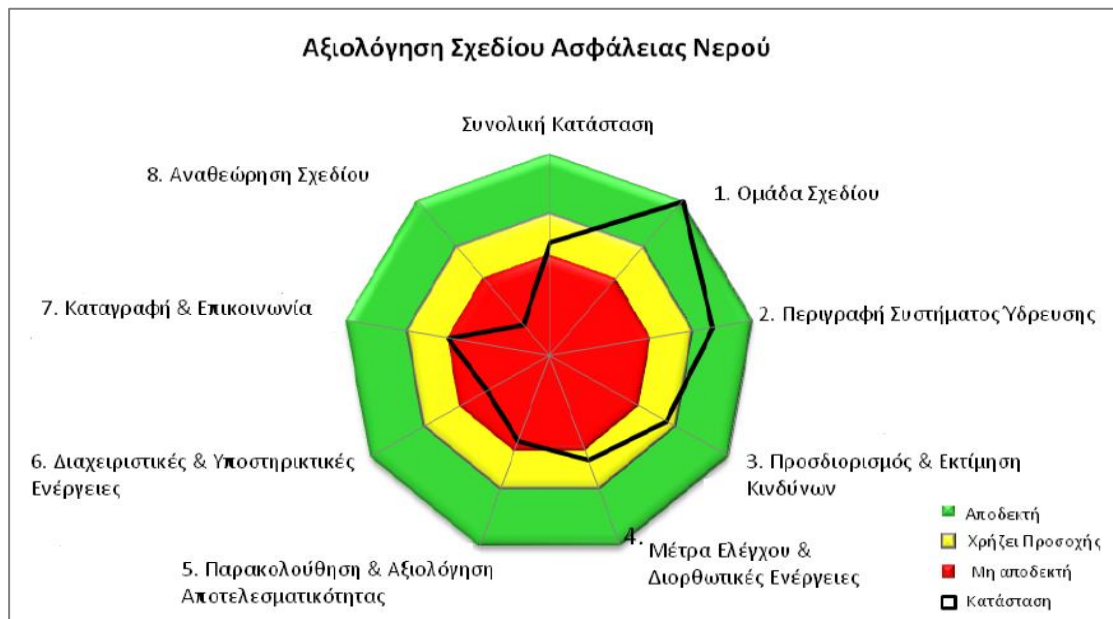 Αξιολόγηση Σχεδίου Ασφάλειας Νερού
Συνολική Κατάσταση
1. Ομάδα Σχεδίου
2. Περιγραφή Συστήματος Ύδρευσης
3. Προσδιορισμός & Εκτίμηση
Κινδύνων
4. Μέτρα Ελέγχου &
Διορθωτικές Ενέργειες
5. Παρακολούθηση & Αξιολόγηση
Αποτελεσματικότητας
6. Διαχειριστικές & Υποστηρικτικές
Ενέργειες
7. Καταγραφή & Επικοινωνία
8. Αναθεώρηση Σχεδίου
Αποδεκτή
Χρήζει Προσοχής
Μη αποδεκτή
Κατάσταση